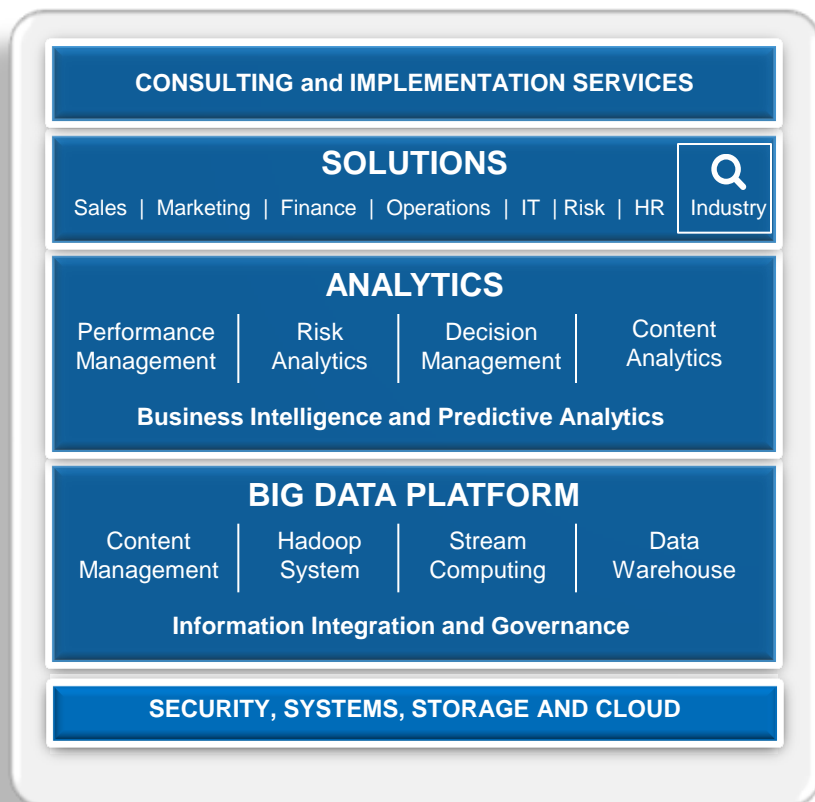 CONSULTING and IMPLEMENTATION SERVICES
SOLUTIONS
Sales | Marketing | Finance | Operations | IT | Risk | HR
Industry
ANALYTICS
Performance
Management
Risk
Analytics
Decision
Management
Content
Analytics
Business Intelligence and Predictive Analytics
BIG DATA PLATFORM
Content
Management
Hadoop
System
Stream
Computing
Data
Warehouse
Information Integration and Governance
SECURITY, SYSTEMS, STORAGE AND CLOUD